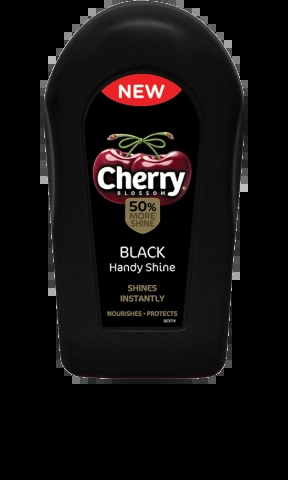 NEW
Cherry
BLOSSOM
50%
MORE
SHINE
BLACK
Handy Shine
SHINES
INSTANTLY
NOURISHES • PROTECTS